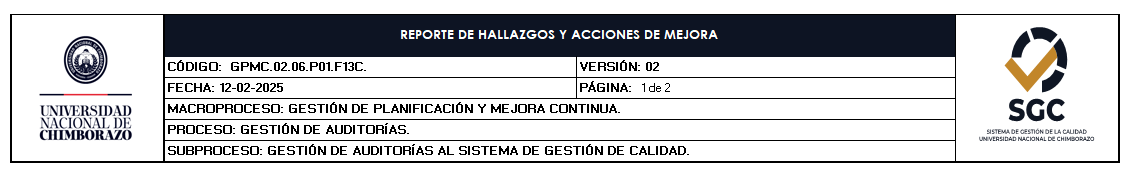 REPORTE DE HALLAZGOS Y ACCIONES DE MEJORA
CÓDIGO: GPMC.02.06.P01.F13C.
VERSIÓN: 02
FECHA: 12-02-2025
PÁGINA: 1 de 2
MACROPROCESO: GESTIÓN DE PLANIFICACIÓN Y MEJORA CONTINUA.
PROCESO: GESTIÓN DE AUDITORÍAS.
SUBPROCESO: GESTIÓN DE AUDITORÍAS AL SISTEMA DE GESTIÓN DE CALIDAD.
UNIVERSIDAD
NACIONAL DE
CHIMBORAZO
SGC
SISTEMA DE GESTIÓN DE LA CALIDAD
UNIVERSIDAD NACIONAL DE CHIMBORAZO